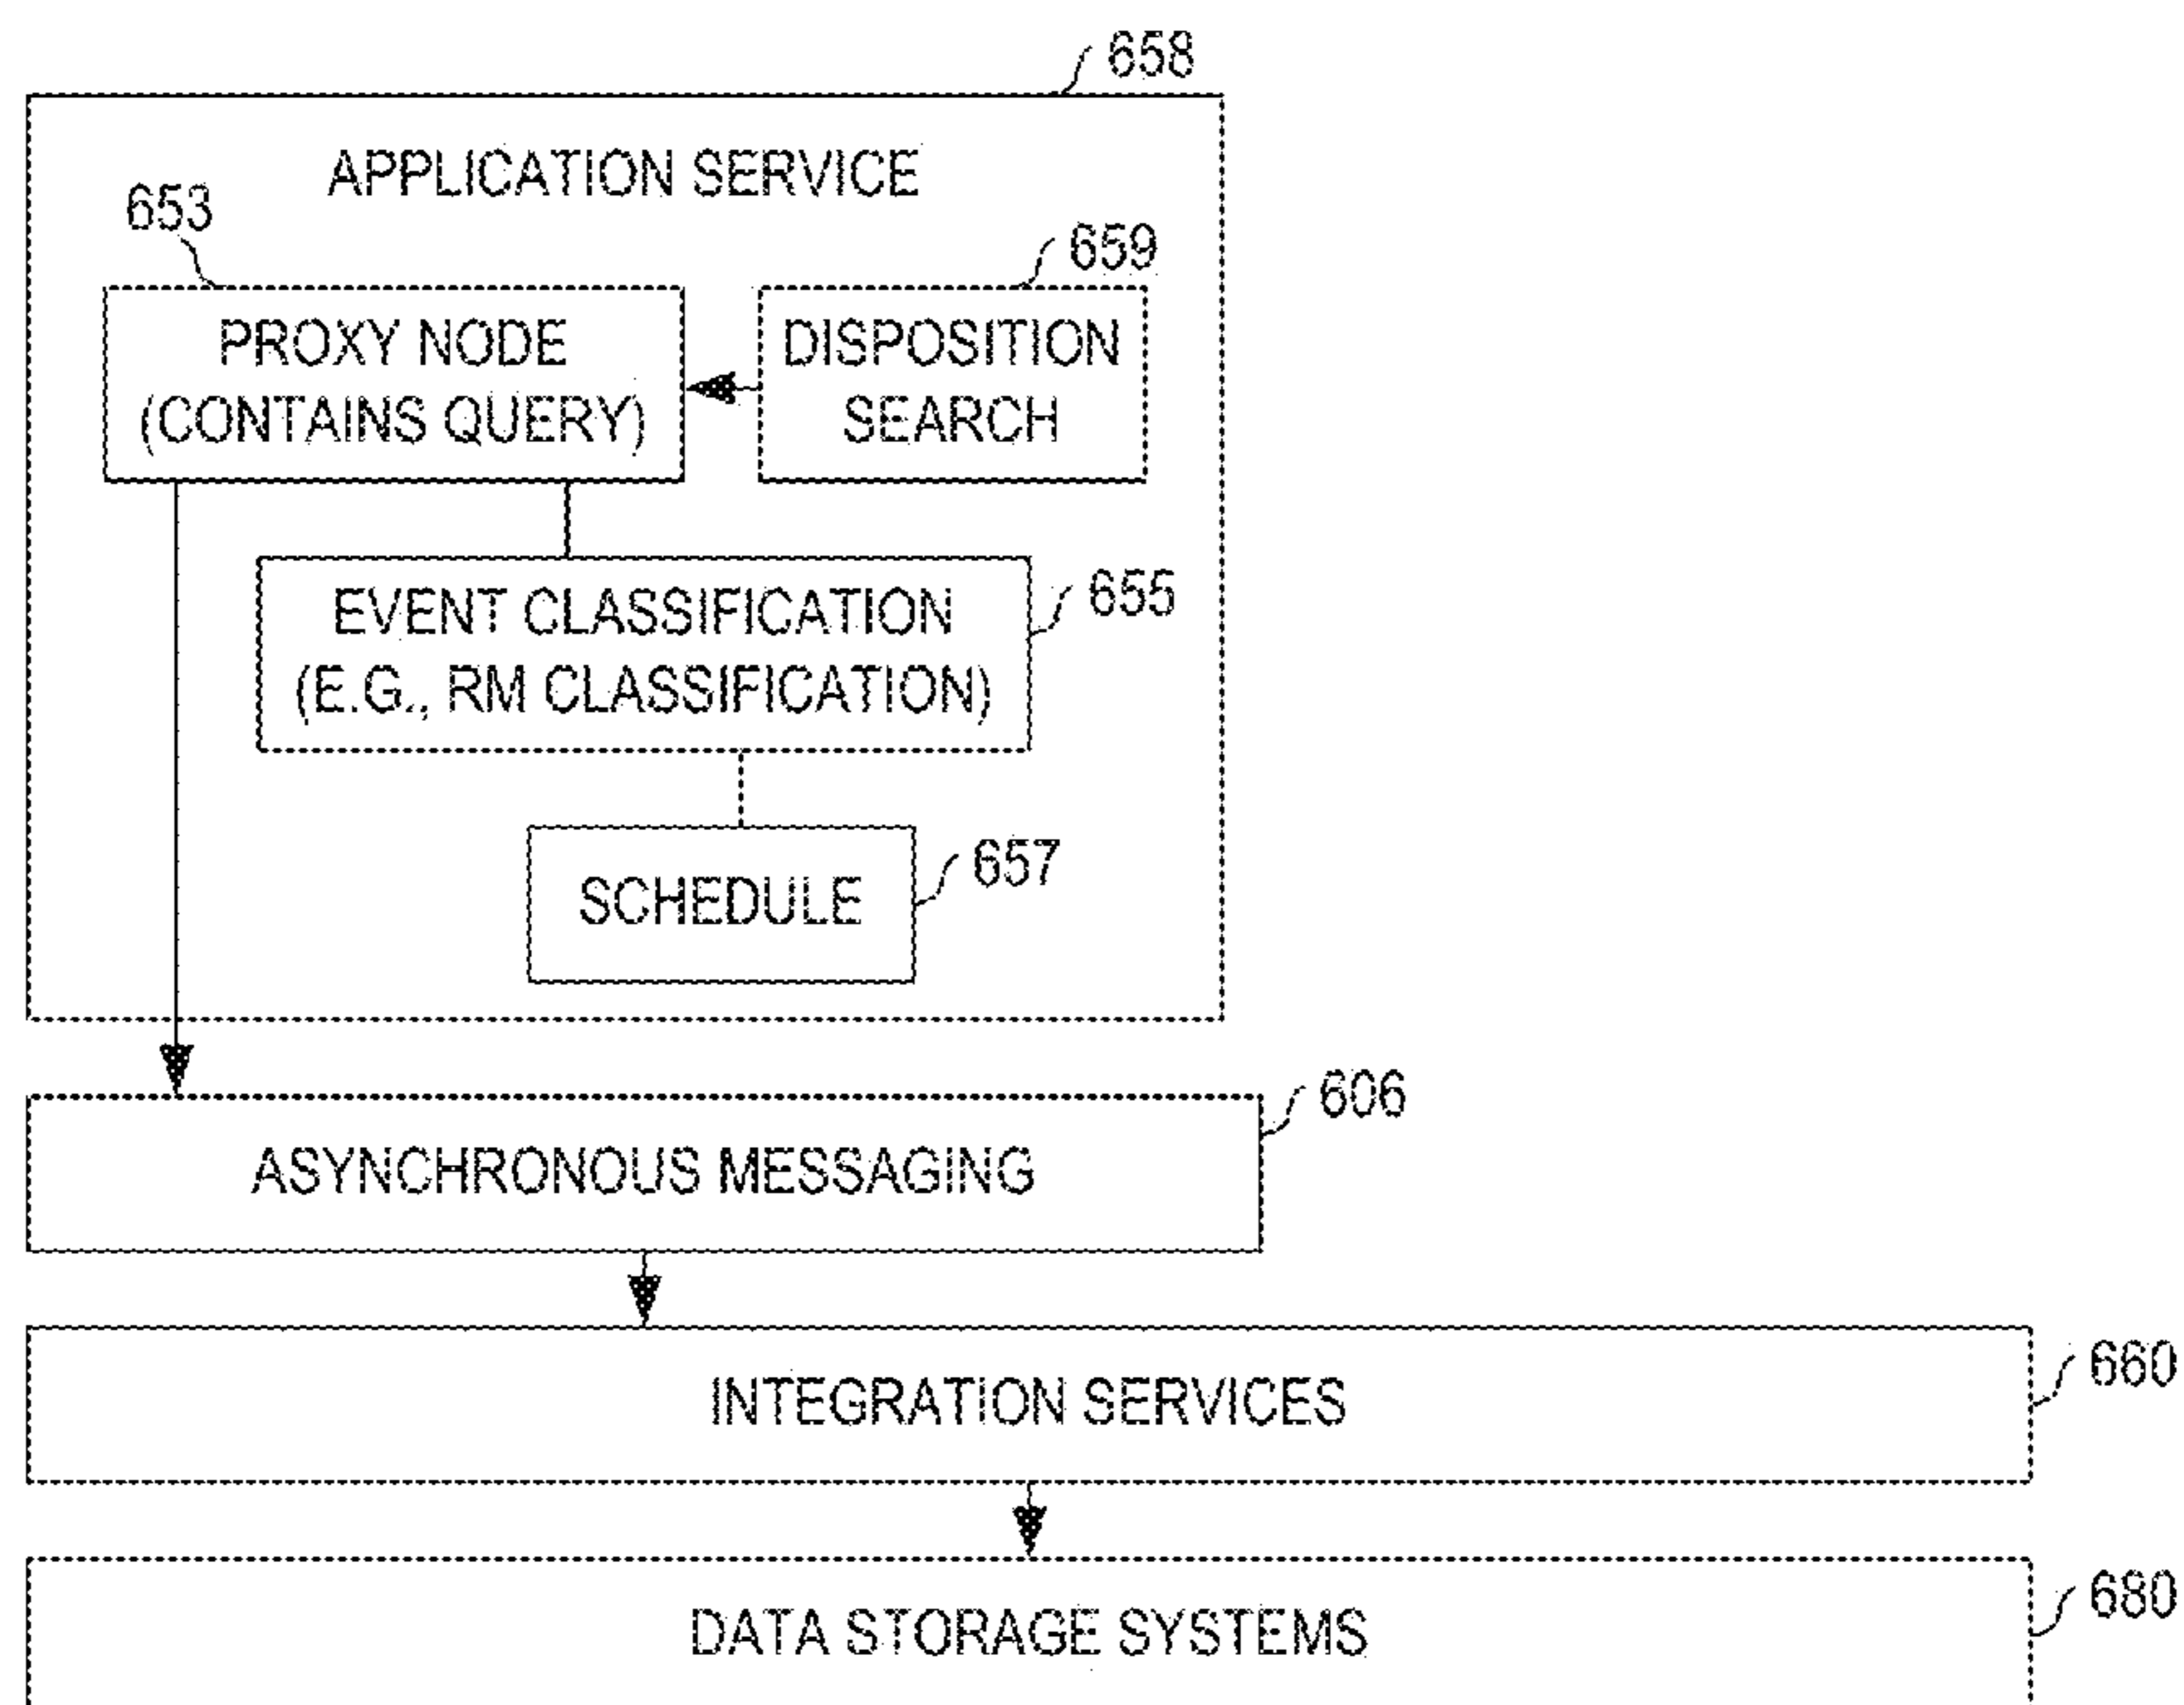 658
APPLICATION SERVICE
653
659
PROXY NODE
(CONTAINS QUERY)
DISPOSITION
SEARCH
EVENT CLASSIFICATION
(E.G., RM CLASSIFICATION)
655
SCHEDULE
657
606
ASYNCHRONOUS MESSAGING
INTEGRATION SERVICES
660
DATA STORAGE SYSTEMS
680